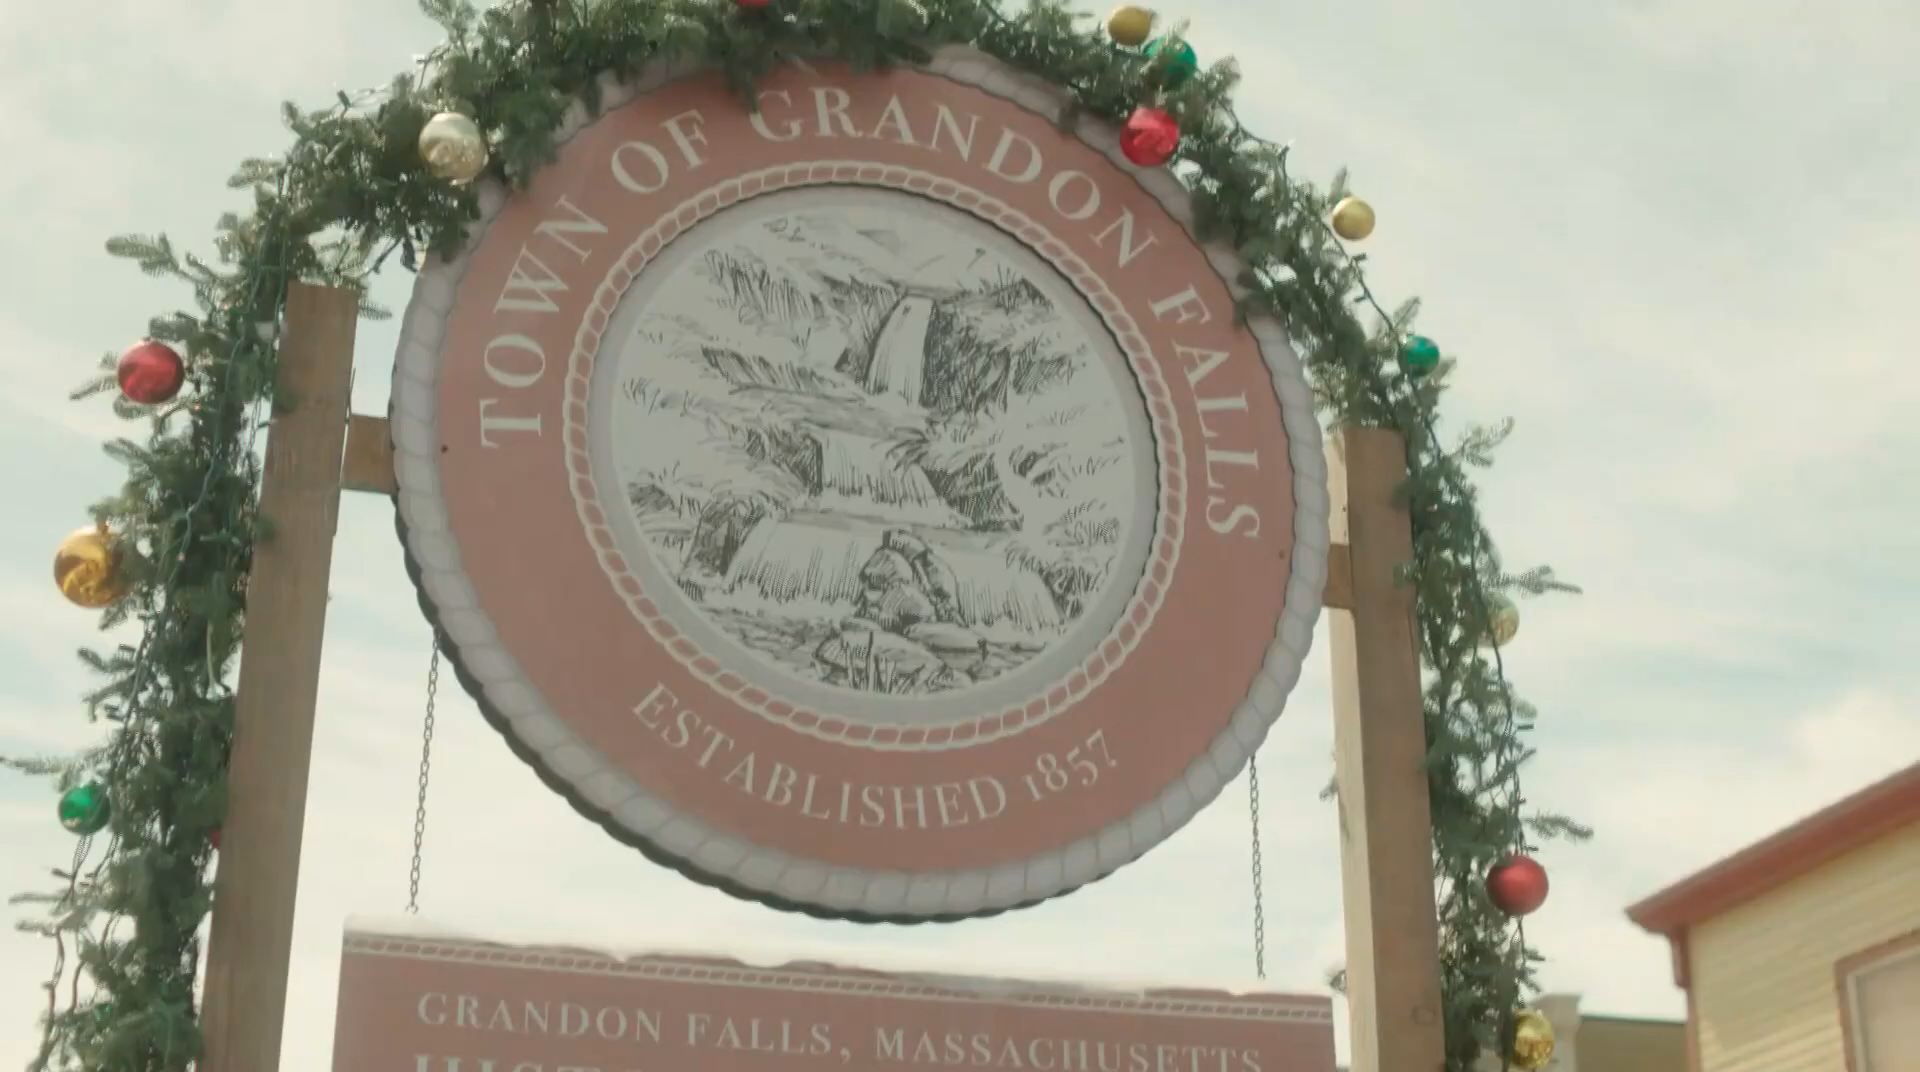 TOWN OF GRANDON FALLS
ESTABLISHED 1857
GRANDON FALLS, MASSACHUSETTS